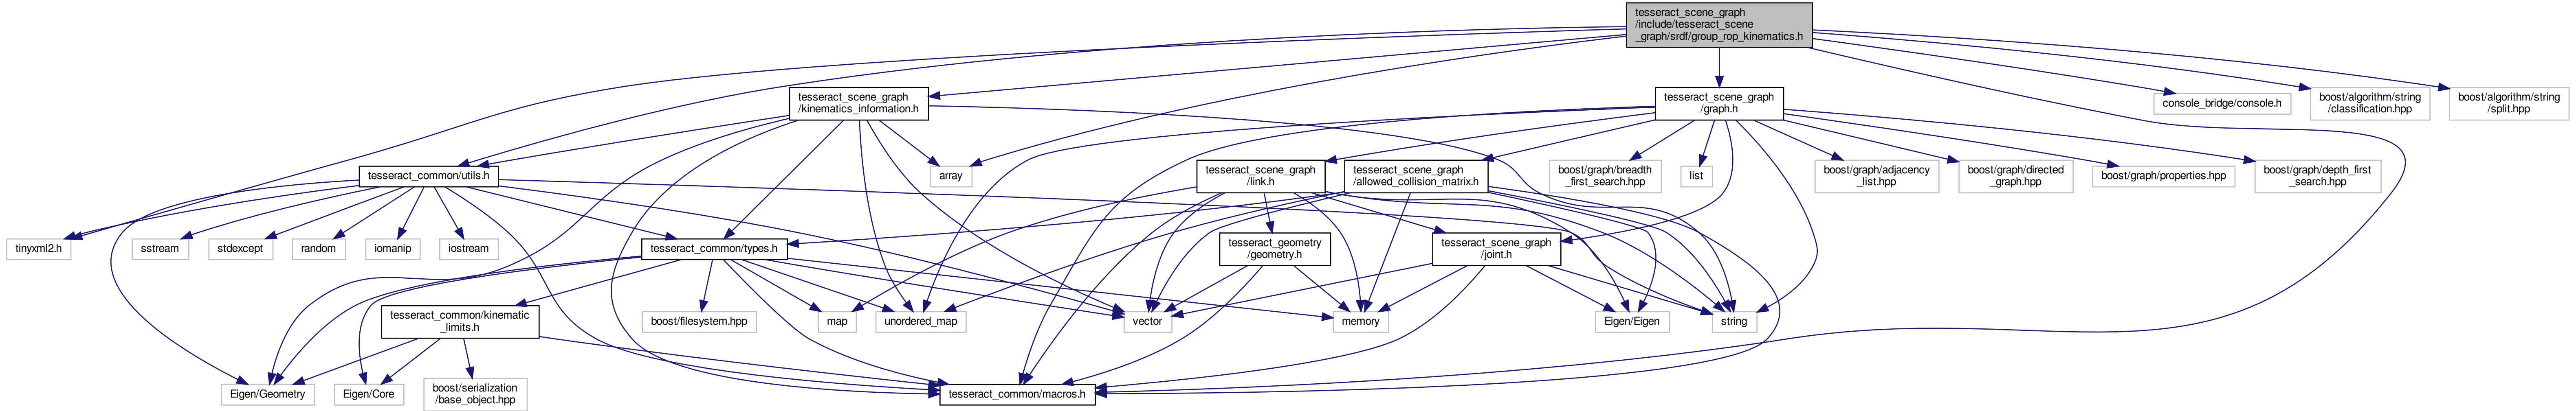 tesseract_scene_graph
/include/tesseract_scene
_graph/srdf/group_rop_kinematics.h
tesseract_scene_graph
/kinematics_information.h
tesseract_scene_graph
/graph.h
console_bridge/console.h
boost/algorithm/string
/classification.hpp
boost/algorithm/string
/split.hpp
tesseract_common/utils.h
array
tesseract_scene_graph
/link.h
tesseract_scene_graph
/allowed_collision_matrix.h
boost/graph/breadth
_first_search.hpp
list
boost/graph/adjacency
_list.hpp
boost/graph/directed
_graph.hpp
boost/graph/properties.hpp
boost/graph/depth_first
_search.hpp
tinyxml2.h
sstream
stdexcept
random
iomanip
iostream
tesseract_common/types.h
tesseract_geometry
/geometry.h
tesseract_scene_graph
/joint.h
tesseract_common/kinematic
_limits.h
boost/filesystem.hpp
map
unordered_map
vector
memory
Eigen/Eigen
string
Eigen/Geometry
Eigen/Core
boost/serialization
/base_object.hpp
tesseract_common/macros.h